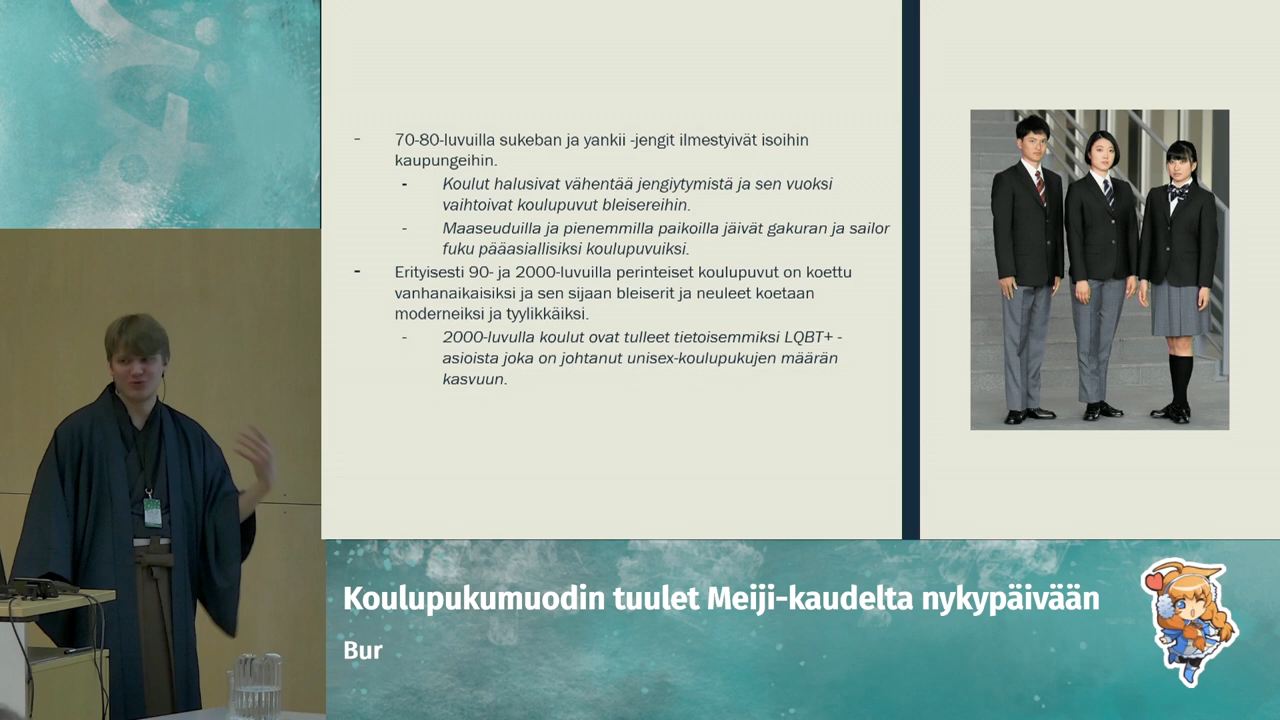 - 70-80-luvuilla sukeban ja yankii -jengit ilmestyivät isoihin
kaupungeihin.
- Koulut halusivat vähentää jengiytymistä ja sen vuoksi
vaihtoivat koulupuvut bleisereihin.
- Maaseuduilla ja pienemmilla paikoilla jäivät gakuran ja sailor
fuku pääasiallisiksi koulupuvuiksi.
- Erityisesti 90- ja 2000-luvuilla perinteiset koulupuvut on koettu
vanhanaikaisiksi ja sen sijaan bleiserit ja neuleet koetaan
moderneiksi ja tyylikkäiksi.
- 2000-luvulla koulut ovat tulleet tietoisemmiksi LQBT+ -
asioista joka on johtanut unisex-koulupukujen määrän
kasvuun.
Koulupukumuodin tuulet Meiji-kaudelta nykypäivään
Bur